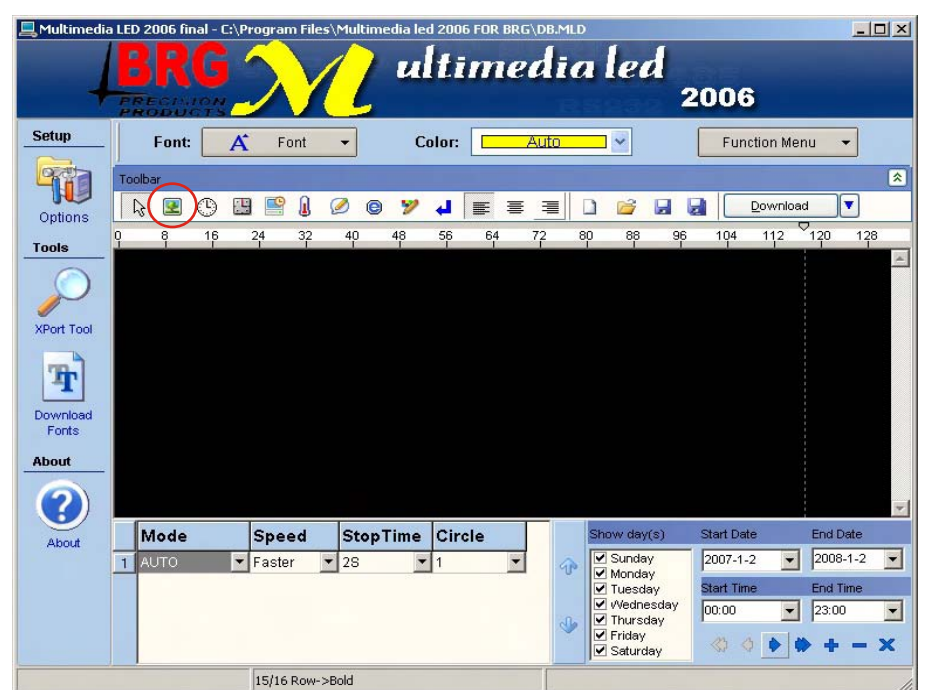 Multimedia LED 2006 final - C:\Program Files\Multimedia led 2006 FOR BRG\DB.MLD
BRG
PRECISION
PRODUCTS
Multimedia led
2006
Setup
Font: A Font
Color: Auto
Function Menu
Toolbar
Options
Download
0 8 16 24 32 40 48 56 64 72 80 88 96 104 112 120 128
Tools
XPort Tool
Download
Fonts
About
About
Mode Speed StopTime Circle
1 AUTO Faster 2S 1
Show day(s)
Sunday
Monday
Tuesday
Wednesday
Thursday
Friday
Saturday
Start Date End Date
2007-1-2 2008-1-2
Start Time End Time
00:00 23:00
15/16 Row->Bold